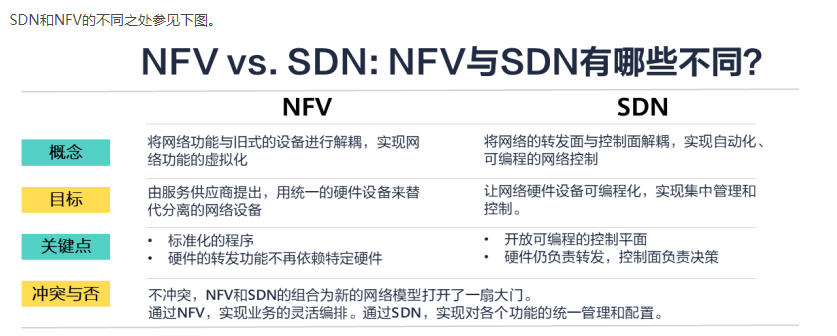 SDN和NFV的不同之处参见下图。
NFV vs. SDN: NFV与SDN有哪些不同?
NFV SDN
概念
将网络功能与旧式的设备进行解耦，实现网
络功能的虚拟化
将网络的转发面与控制面解耦，实现自动化、
可编程的网络控制
目标
由服务供应商提出，用统一的硬件设备来替
代分离的网络设备
让网络硬件设备可编程化，实现集中管理和
控制。
关键点
• 标准化的程序
• 硬件的转发功能不再依赖特定硬件
• 开放可编程的控制平面
• 硬件仍负责转发，控制面负责决策
冲突与否
不冲突，NFV和SDN的组合为新的网络模型打开了一扇大门。
通过NFV，实现业务的灵活编排。通过SDN，实现对各个功能的统一管理和配置。